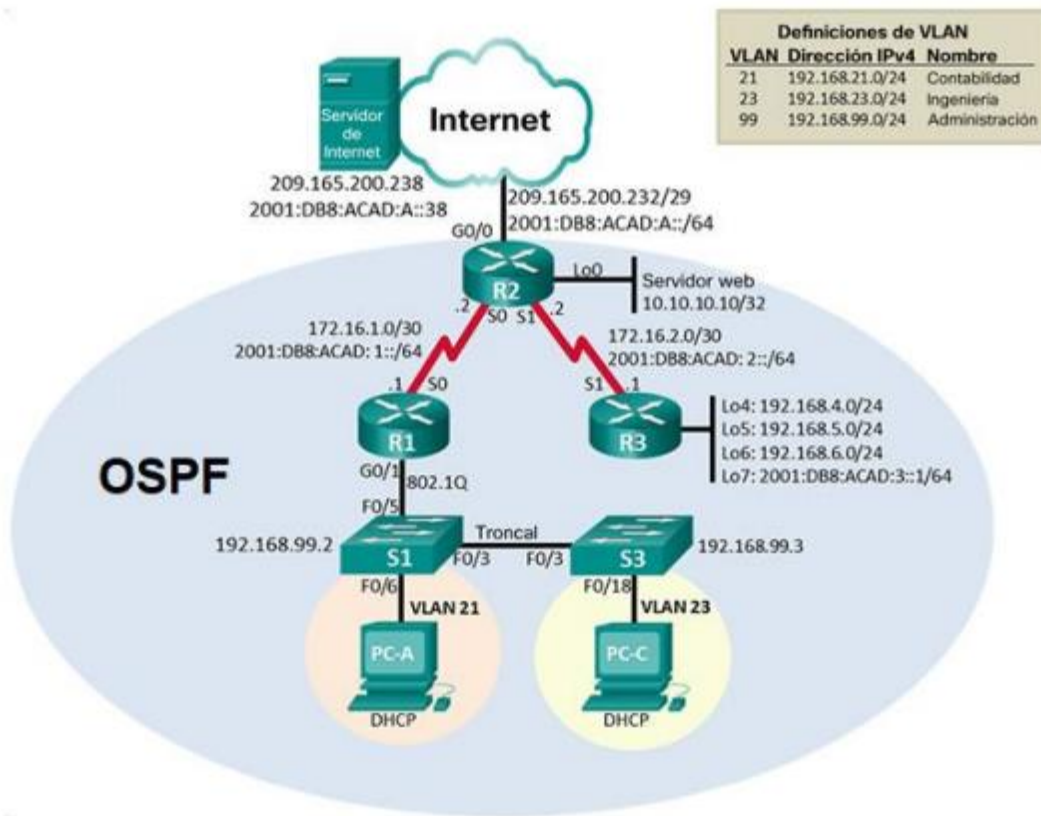 Definiciones de VLAN
VLAN Dirección IPv4 Nombre
21 192.168.21.0/24 Contabilidad
23 192.168.23.0/24 Ingenieria
99 192.168.99.0/24 Administración
Servidor
de
Internet
Internet
209.165.200.238
2001:DB8:ACAD:A::38
209.165.200.232/29
2001:DB8:ACAD:A::/64
G0/0
R2
Lo0
Servidor web
10.10.10.10/32
.2
S0
S1
.2
172.16.1.0/30
2001:DB8:ACAD: 1::/64
172.16.2.0/30
2001:DB8:ACAD: 2::/64
.1
S0
S1
.1
R1
R3
Lo4: 192.168.4.0/24
Lo5: 192.168.5.0/24
Lo6: 192.168.6.0/24
Lo7: 2001:DB8:ACAD:3::1/64
OSPF
G0/1
802.1Q
F0/5
192.168.99.2
S1
F0/3
Troncal
F0/3
S3
192.168.99.3
F0/6
VLAN 21
F0/18
VLAN 23
PC-A
PC-C
DHCP
DHCP